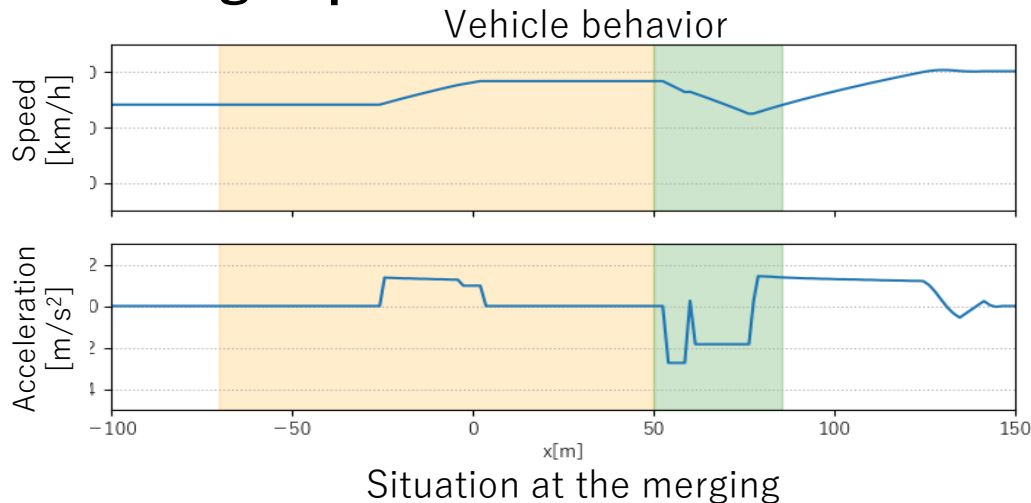 Vehicle behavior
Speed
[km/h]
Acceleration
[m/s²]
2
0
2
4
−100
−50
0
50
100
150
x[m]
Situation at the merging